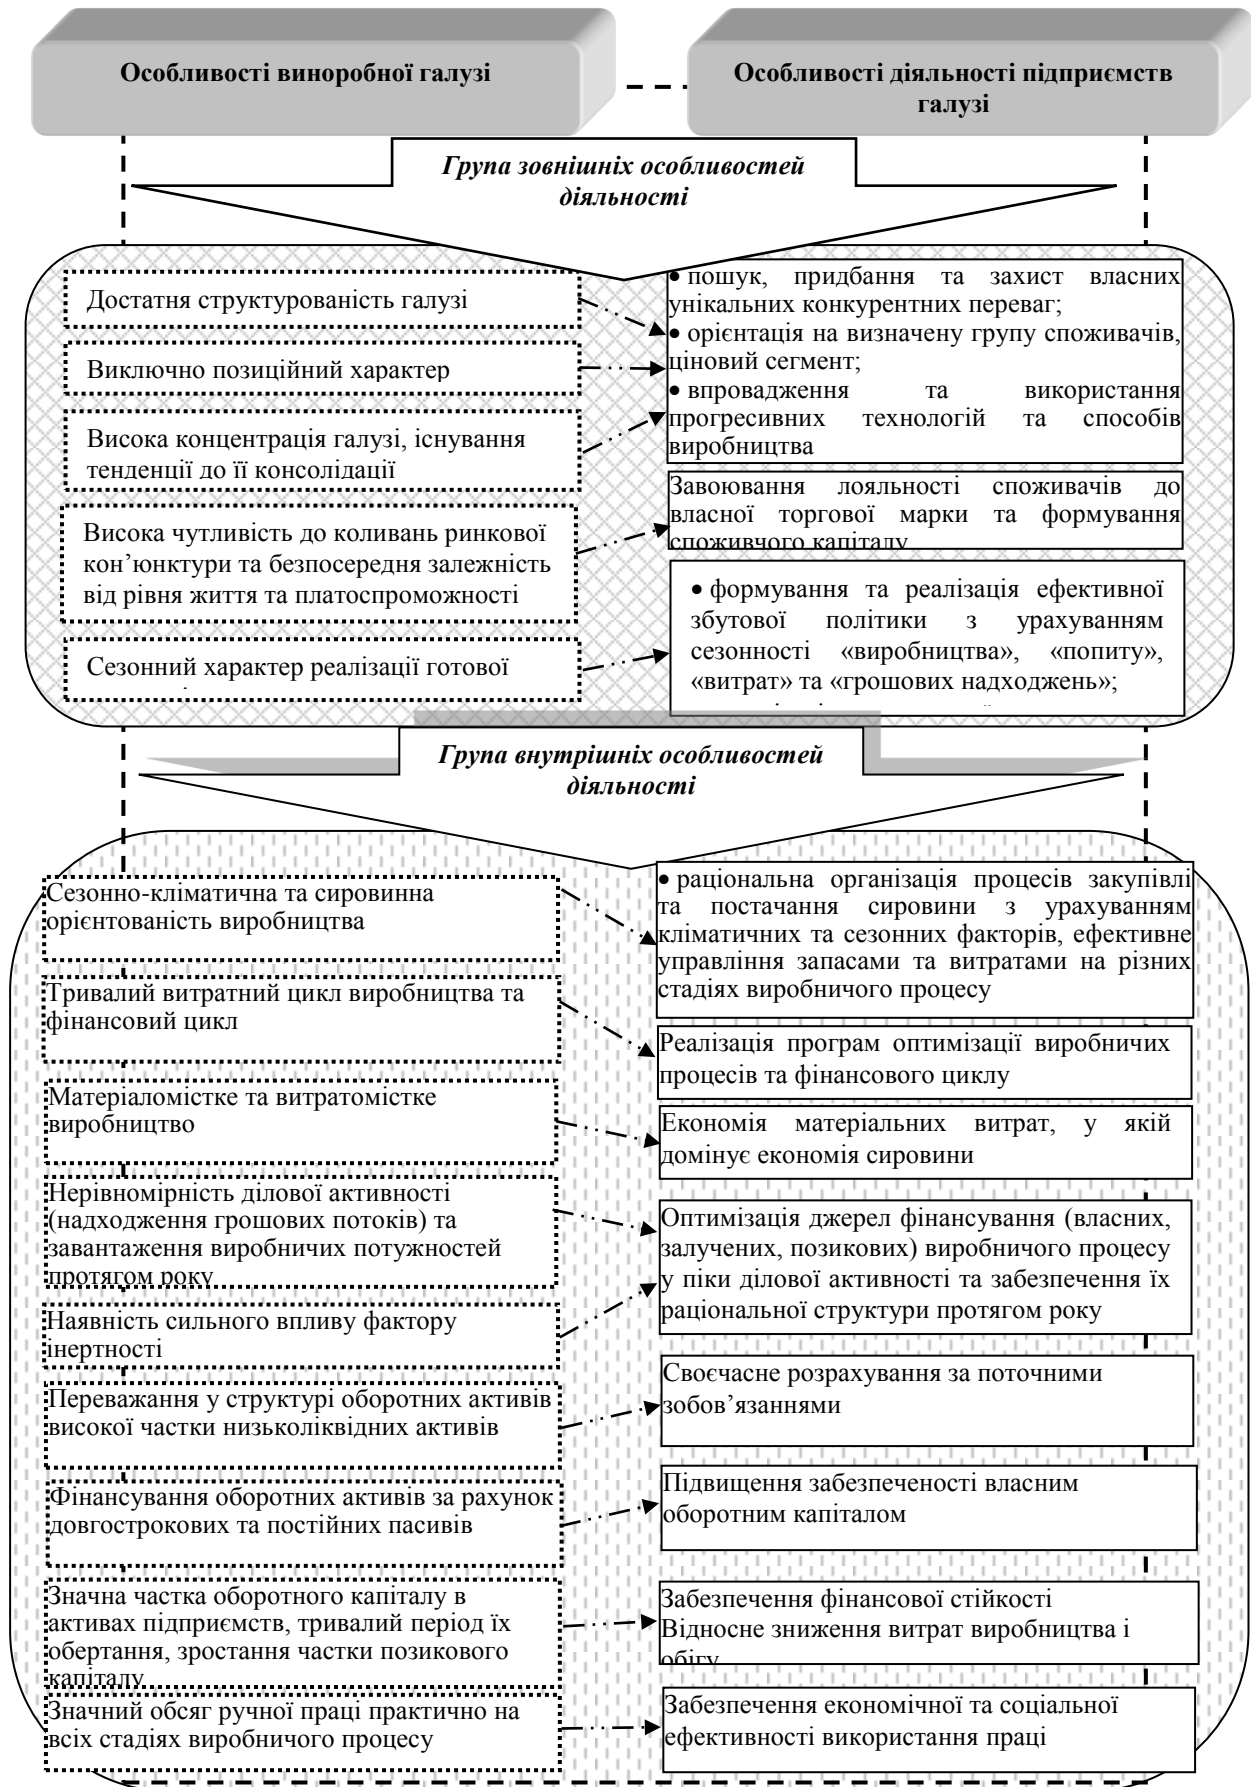 Особливості виноробної галузі
Особливості діяльності підприємств
галузі
Група зовнішніх особливостей
діяльності
Достатня структурованість галузі
Виключно позиційний характер
Висока концентрація галузі, існування
тенденції до її консолідації
Висока чутливість до коливань ринкової
кон’юнктури та безпосередня залежність
від рівня життя та платоспроможності
Сезонний характер реалізації готової
• пошук, придбання та захист власних
унікальних конкурентних переваг;
• орієнтація на визначену групу споживачів,
ціновий сегмент;
• впровадження та використання
прогресивних технологій та способів
виробництва
Завоювання лояльності споживачів до
власної торгової марки та формування
споживчого капіталу
• формування та реалізація ефективної
збутової політики з урахуванням
сезонності «виробництва», «попиту»,
«витрат» та «грошових надходжень»;
Група внутрішніх особливостей
діяльності
Сезонно-кліматична та сировинна
орієнтованість виробництва
Тривалий витратний цикл виробництва та
фінансовий цикл
Матеріаломістке та витратомістке
виробництво
Нерівномірність ділової активності
(надходження грошових потоків) та
завантаження виробничих потужностей
протягом року
Наявність сильного впливу фактору
інертності
Переважання у структурі оборотних активів
високої частки низьколіквідних активів
Фінансування оборотних активів за рахунок
довгострокових та постійних пасивів
Значна частка оборотного капіталу в
активах підприємств, тривалий період їх
обертання, зростання частки позикового
капіталу
Значний обсяг ручної праці практично на
всіх стадіях виробничого процесу
• раціональна організація процесів закупівлі
та постачання сировини з урахуванням
кліматичних та сезонних факторів, ефективне
управління запасами та витратами на різних
стадіях виробничого процесу
Реалізація програм оптимізації виробничих
процесів та фінансового циклу
Економія матеріальних витрат, у якій
домінує економія сировини
Оптимізація джерел фінансування (власних,
залучених, позикових) виробничого процесу
у піки ділової активності та забезпечення їх
раціональної структури протягом року
Своєчасне розрахування за поточними
зобов’язаннями
Підвищення забезпеченості власним
оборотним капіталом
Забезпечення фінансової стійкості
Відносне зниження витрат виробництва і
обігу
Забезпечення економічної та соціальної
ефективності використання праці